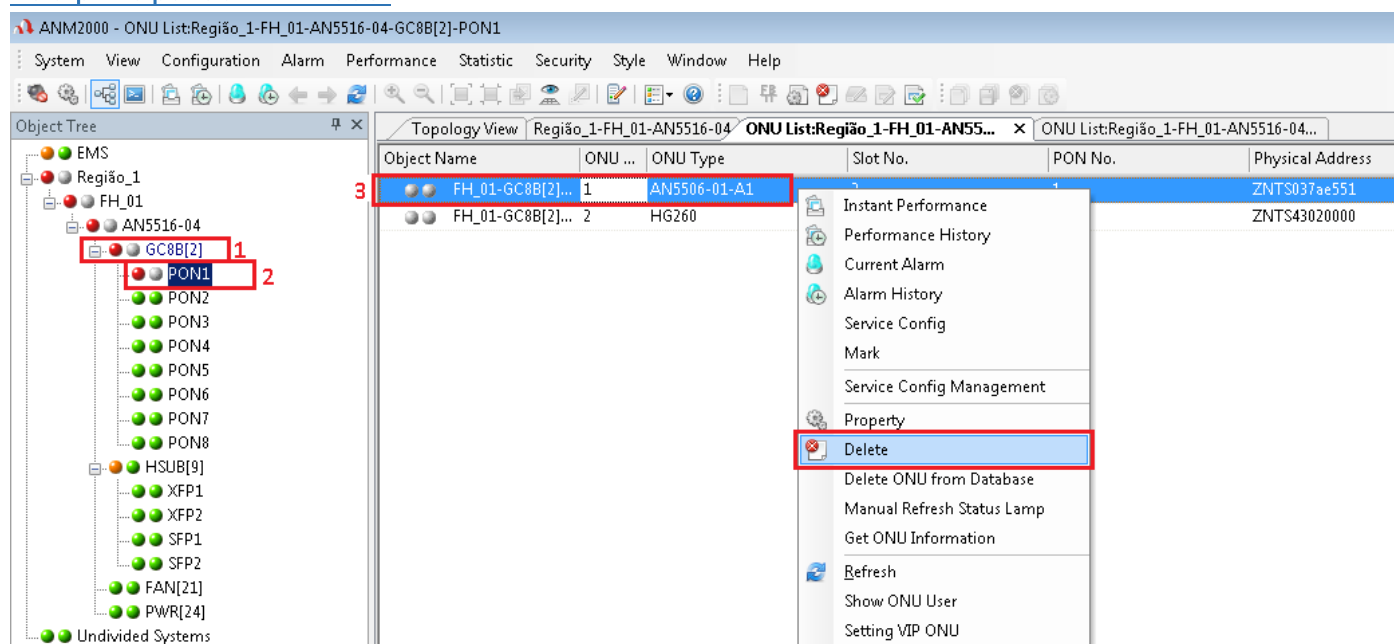 ANM2000 - ONU List:Região_1-FH_01-AN5516-04-GC8B[2]-PON1
System View Configuration Alarm Performance Statistic Security Style Window Help
Object Tree
EMS
Região_1
FH_01
AN5516-04
GC8B[2] 1
PON1 2
PON2
PON3
PON4
PON5
PON6
PON7
PON8
HSUB[9]
XFP1
XFP2
SFP1
SFP2
FAN[21]
PWR[24]
Undivided Systems
Topology View Região_1-FH_01-AN5516-04 ONU List:Região_1-FH_01-AN55... ONU List:Região_1-FH_01-AN5516-04...
Object Name ONU ... ONU Type Slot No. PON No. Physical Address
3 FH_01-GC8B[2]... 1 AN5506-01-A1 ZNTS037ae551
FH_01-GC8B[2]... 2 HG260 ZNTS43020000
Instant Performance
Performance History
Current Alarm
Alarm History
Service Config
Mark
Service Config Management
Property
Delete
Delete ONU from Database
Manual Refresh Status Lamp
Get ONU Information
Refresh
Show ONU User
Setting VIP ONU